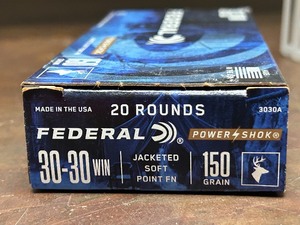 FEDERAL
MADE IN THE USA 20 ROUNDS 3030A
FEDERAL POWER SHOK
30-30 WIN JACKETED SOFT POINT FN 150 GRAIN